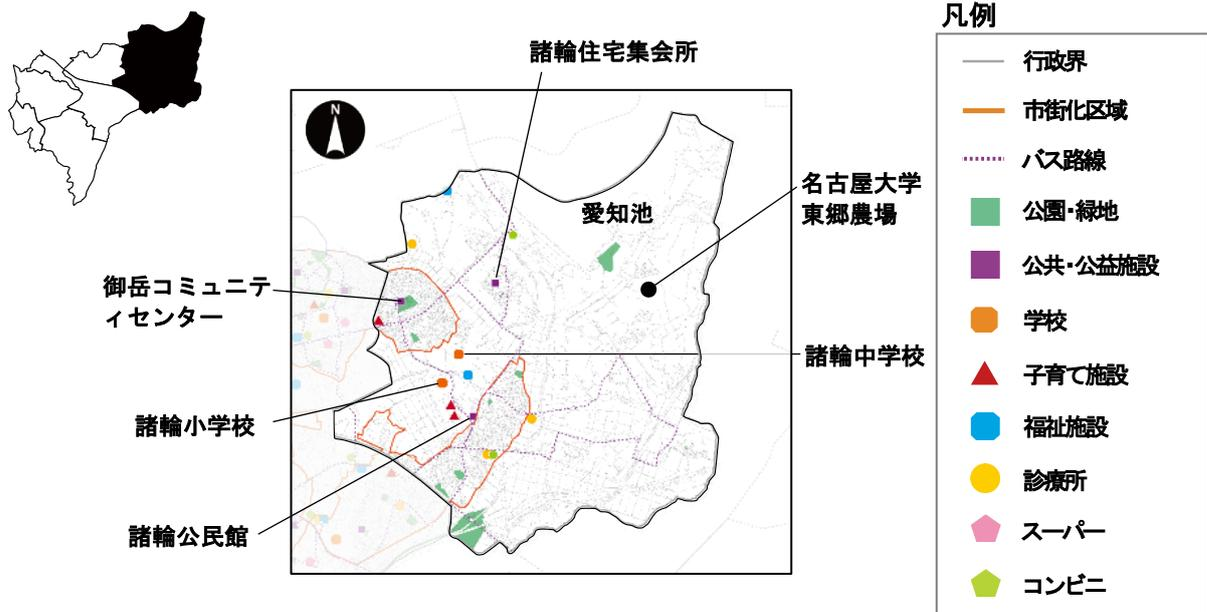 凡例
諸輪住宅集会所
行政界
N
市街化区域
バス路線
名古屋大学
東郷農場
愛知池
公園・緑地
公共・公益施設
御岳コミュニテ
ィセンター
学校
諸輪中学校
子育て施設
諸輪小学校
福祉施設
診療所
諸輪公民館
スーパー
コンビニ